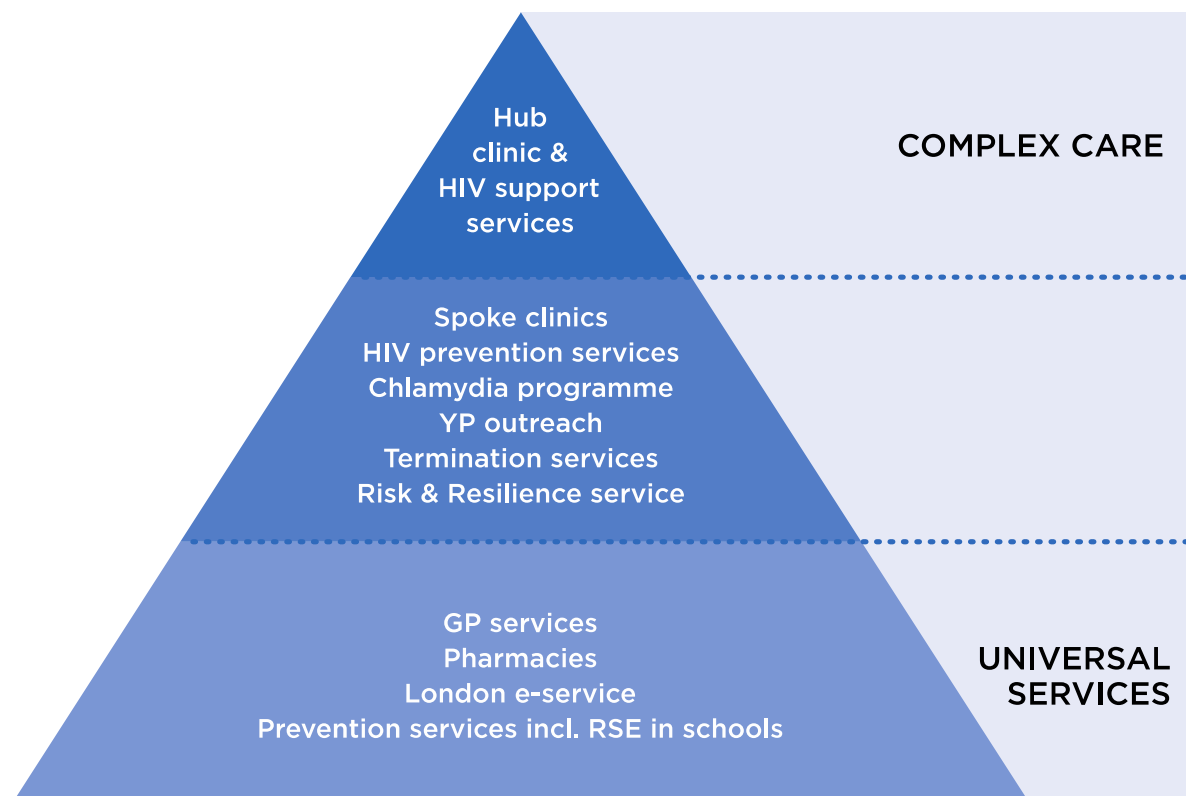 Hub
clinic &
HIV support
services
COMPLEX CARE
Spoke clinics
HIV prevention services
Chlamydia programme
YP outreach
Termination services
Risk & Resilience service
GP services
Pharmacies
London e-service
Prevention services incl. RSE in schools
UNIVERSAL
SERVICES